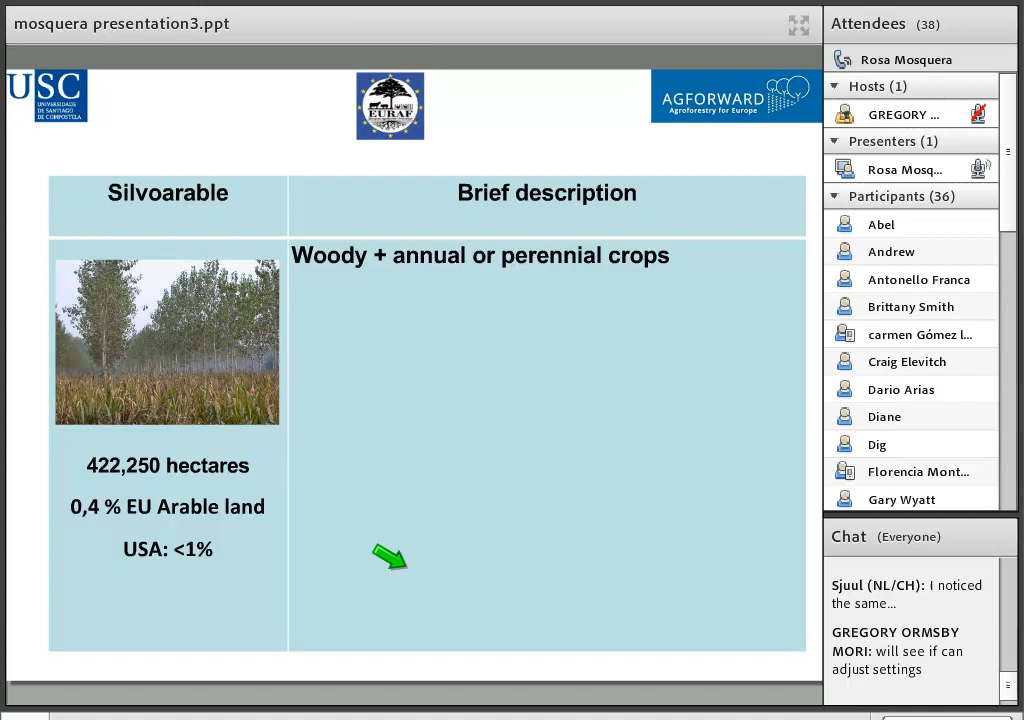 mosquera presentation3.ppt
USC
UNIVERSIDADE
DE SANTIAGO
DE COMPOSTELA
EURAF
AGFORWARD
Agroforestry for Europe
Silvoarable
Brief description
Woody + annual or perennial crops
422,250 hectares
0,4 % EU Arable land
USA: <1%
Attendees (38)
Rosa Mosquera
Hosts (1)
GREGORY ...
Presenters (1)
Rosa Mosq...
Participants (36)
Abel
Andrew
Antonello Franca
Brittany Smith
carmen Gómez l...
Craig Elevitch
Dario Arias
Diane
Dig
Florencia Mont...
Gary Wyatt
Chat (Everyone)
Sjuul (NL/CH): I noticed
the same...
GREGORY ORMSBY
MORI: will see if can
adjust settings